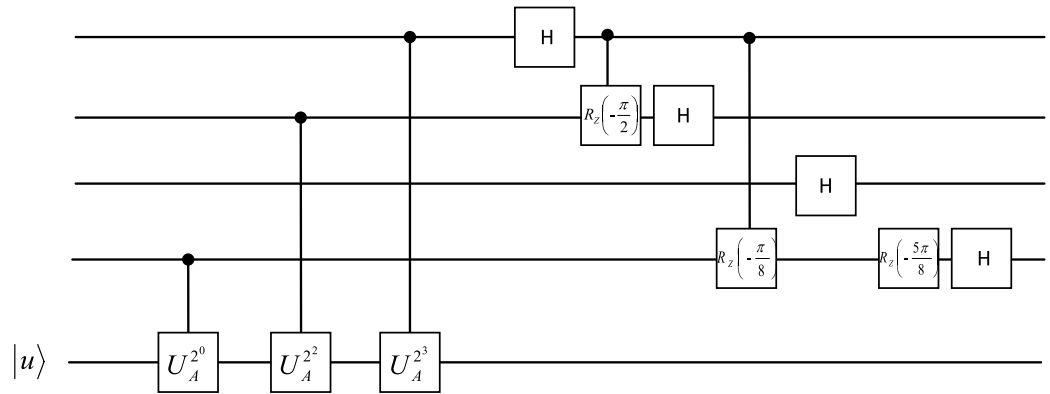 H
R_Z(-π/2) H
H
R_Z(-π/8) R_Z(-5π/8) H
|u⟩ U_A^{2^0} U_A^{2^2} U_A^{2^3}